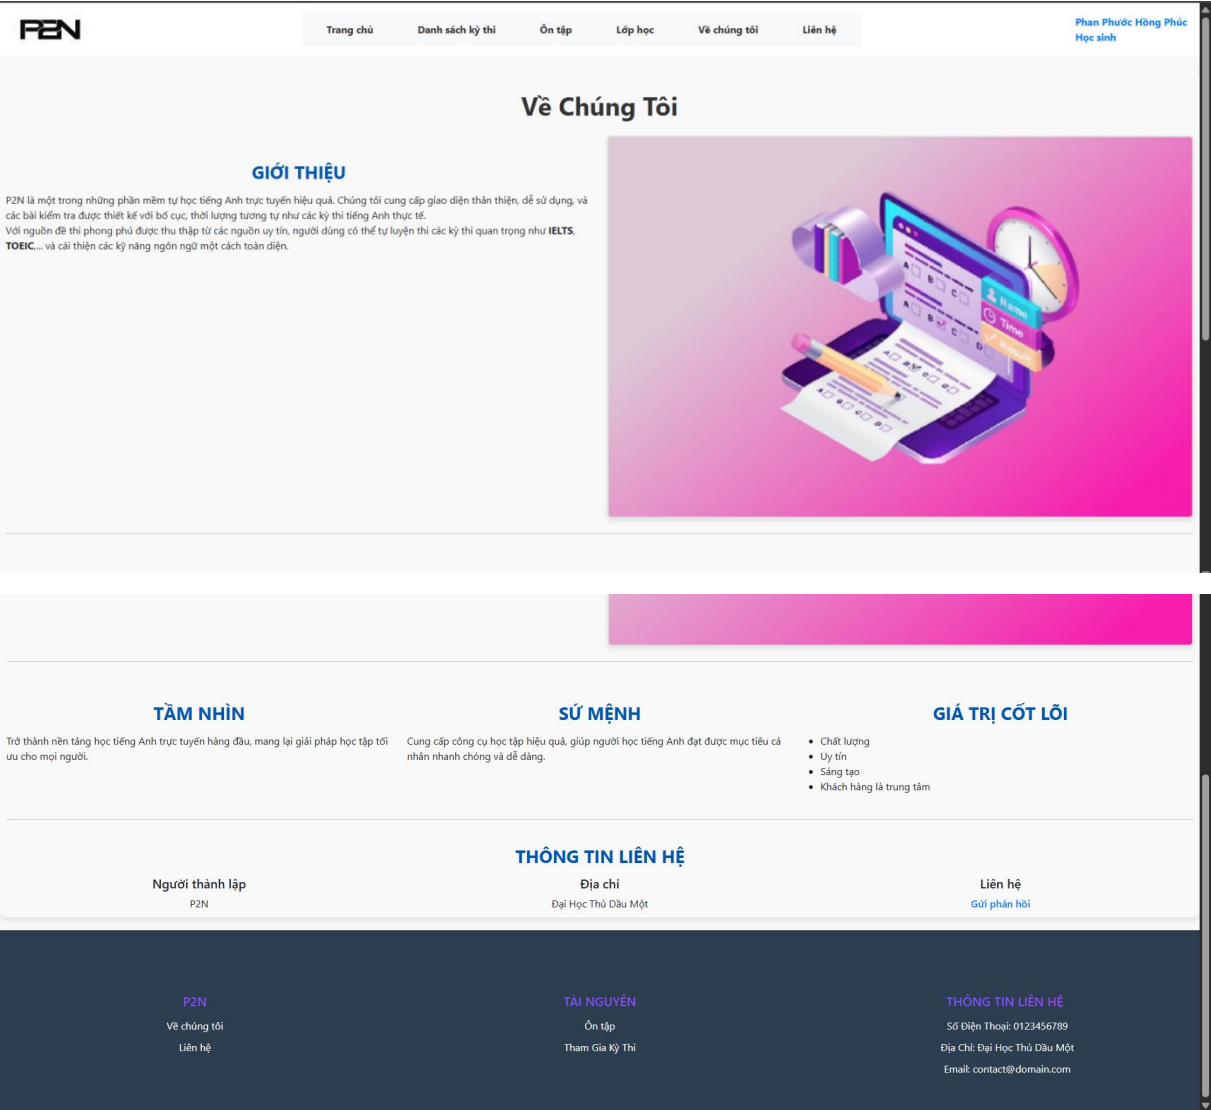 P2N
Trang chủ
Danh sách kỳ thi
Ôn tập
Lớp học
Về chúng tôi
Liên hệ
Phan Phước Hồng Phúc
Học sinh
Về Chúng Tôi
GIỚI THIỆU
P2N là một trong những phần mềm tự học tiếng Anh trực tuyến hiệu quả. Chúng tôi cung cấp giao diện thân thiện, dễ sử dụng, và
các bài kiểm tra được thiết kế với bố cục, thời lượng tương tự như các kỳ thi tiếng Anh thực tế.
Với nguồn đề thi phong phú được thu thập từ các nguồn uy tín, người dùng có thể tự luyện thi các kỳ thi quan trọng như IELTS,
TOEIC,... và cải thiện các kỹ năng ngôn ngữ một cách toàn diện.
A B C
A B C D
A B C D
A B C D
Name
Time
Result
TẦM NHÌN
Trở thành nền tảng học tiếng Anh trực tuyến hàng đầu, mang lại giải pháp học tập tối
ưu cho mọi người.
SỨ MỆNH
Cung cấp công cụ học tập hiệu quả, giúp người học tiếng Anh đạt được mục tiêu cá
nhân nhanh chóng và dễ dàng.
GIÁ TRỊ CỐT LÕI
Chất lượng
Uy tín
Sáng tạo
Khách hàng là trung tâm
THÔNG TIN LIÊN HỆ
Người thành lập
P2N
Địa chỉ
Đại Học Thủ Dầu Một
Liên hệ
Gửi phản hồi
P2N
Về chúng tôi
Liên hệ
TÀI NGUYÊN
Ôn tập
Tham Gia Kỳ Thi
THÔNG TIN LIÊN HỆ
Số Điện Thoại: 0123456789
Địa Chỉ: Đại Học Thủ Dầu Một
Email: contact@domain.com